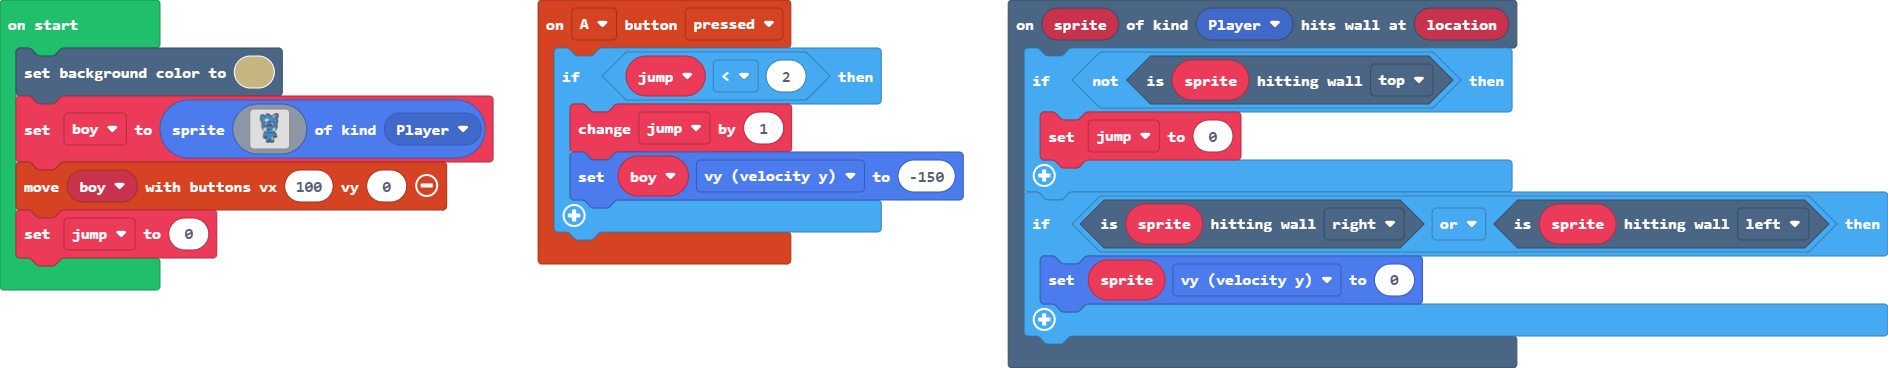 on start
set background color to
set boy to sprite of kind Player
move boy with buttons vx 100 vy 0
set jump to 0
on A button pressed
if jump < 2 then
change jump by 1
set boy vy (velocity y) to -150
on sprite of kind Player hits wall at location
if not is sprite hitting wall top then
set jump to 0
if is sprite hitting wall right or is sprite hitting wall left then
set sprite vy (velocity y) to 0